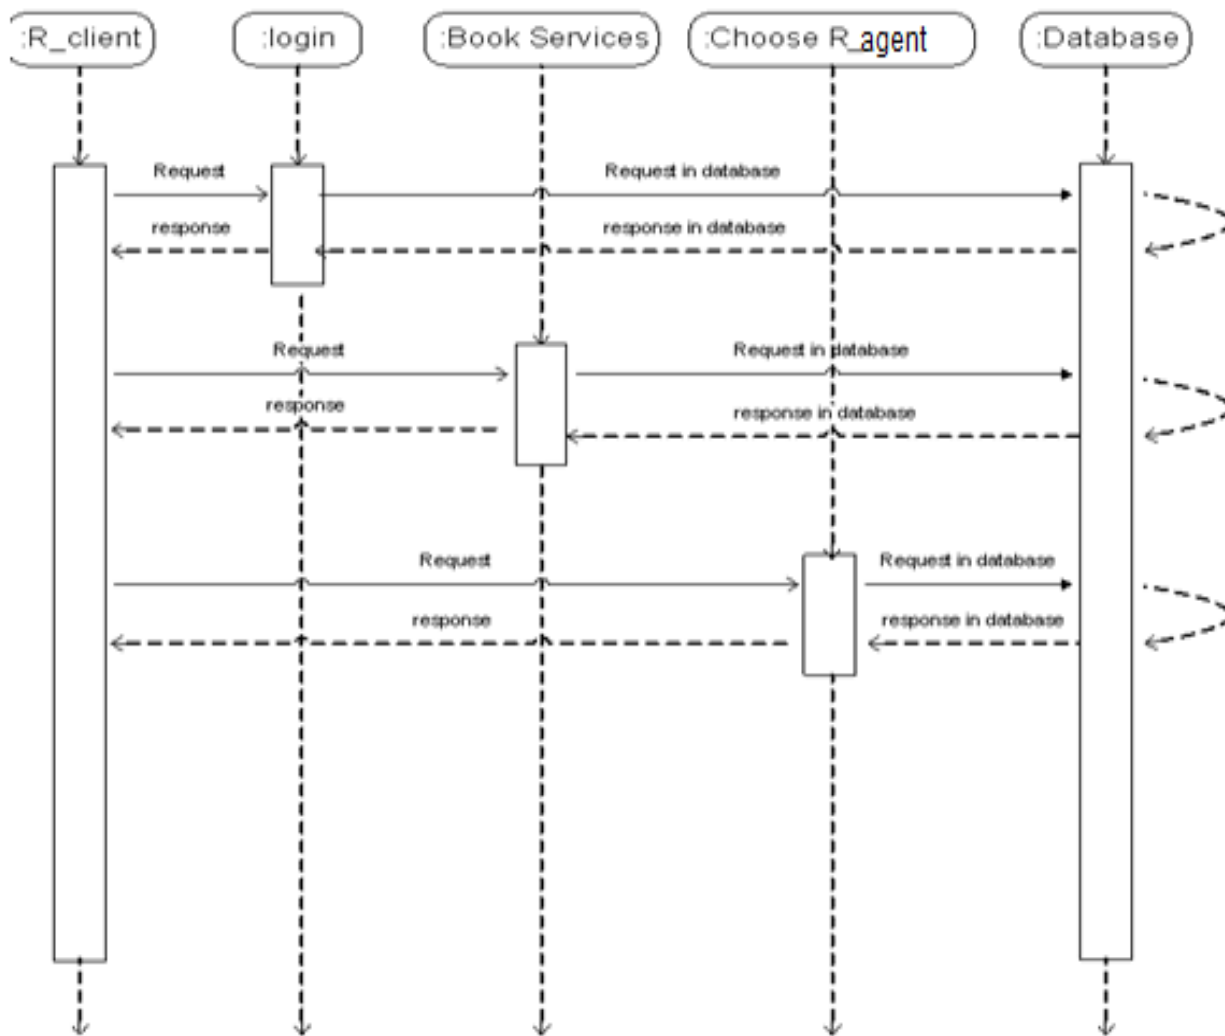 :R_client
:login
:Book Services
:Choose R_agent
:Database
Request
Request in database
response
response in database
Request
Request in database
response
response in database
Request
Request in database
response
response in database